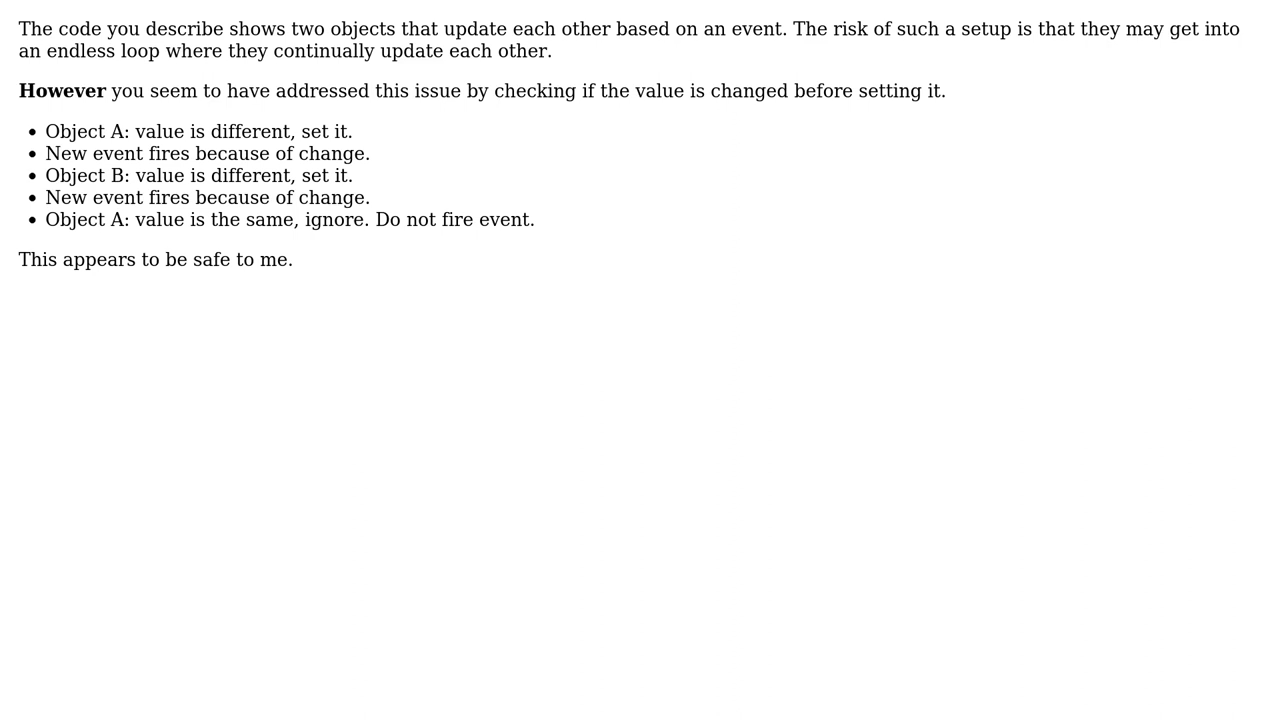 The code you describe shows two objects that update each other based on an event. The risk of such a setup is that they may get into
an endless loop where they continually update each other.
However you seem to have addressed this issue by checking if the value is changed before setting it.
• Object A: value is different, set it.
• New event fires because of change.
• Object B: value is different, set it.
• New event fires because of change.
• Object A: value is the same, ignore. Do not fire event.
This appears to be safe to me.